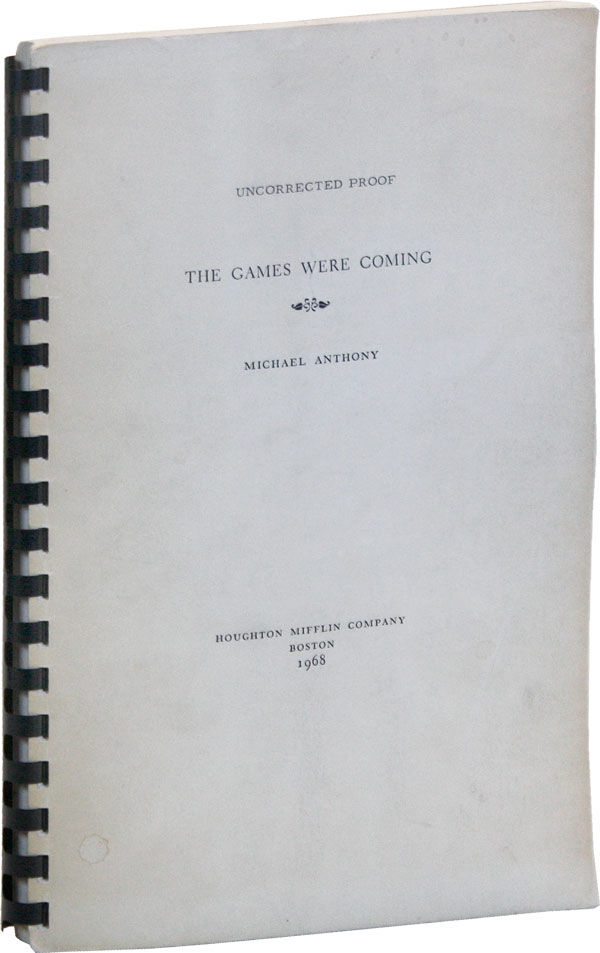 UNCORRECTED PROOF
THE GAMES WERE COMING
MICHAEL ANTHONY
HOUGHTON MIFFLIN COMPANY
BOSTON
1968